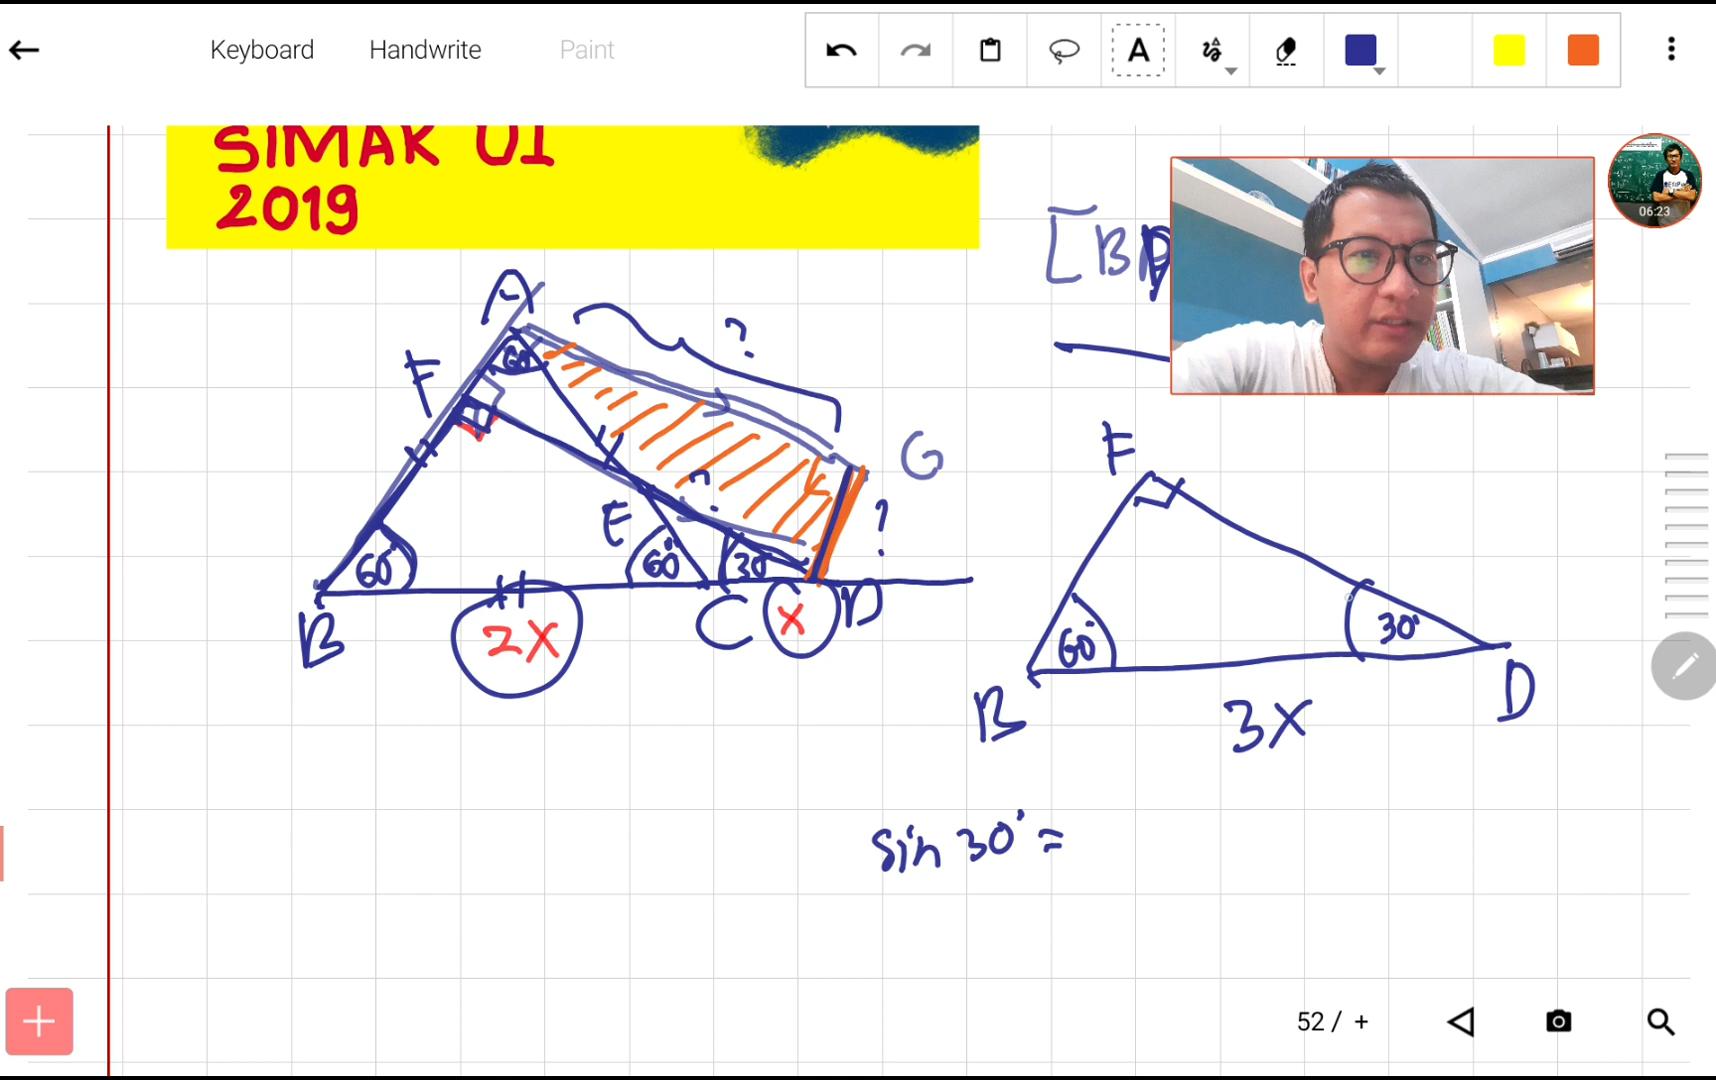 Keyboard Handwrite Paint
A
06:23
SIMAK UI
2019
[BD
A
?
F
60°
G
F
E
?
?
60°
60°
30°
B
2X
C
X
D
60°
30°
B
3X
D
sin 30° =
52 / +